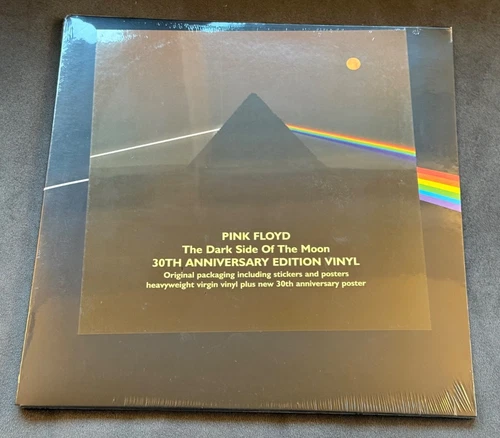 PINK FLOYD
The Dark Side Of The Moon
30TH ANNIVERSARY EDITION VINYL
Original packaging including stickers and posters
heavyweight virgin vinyl plus new 30th anniversary poster